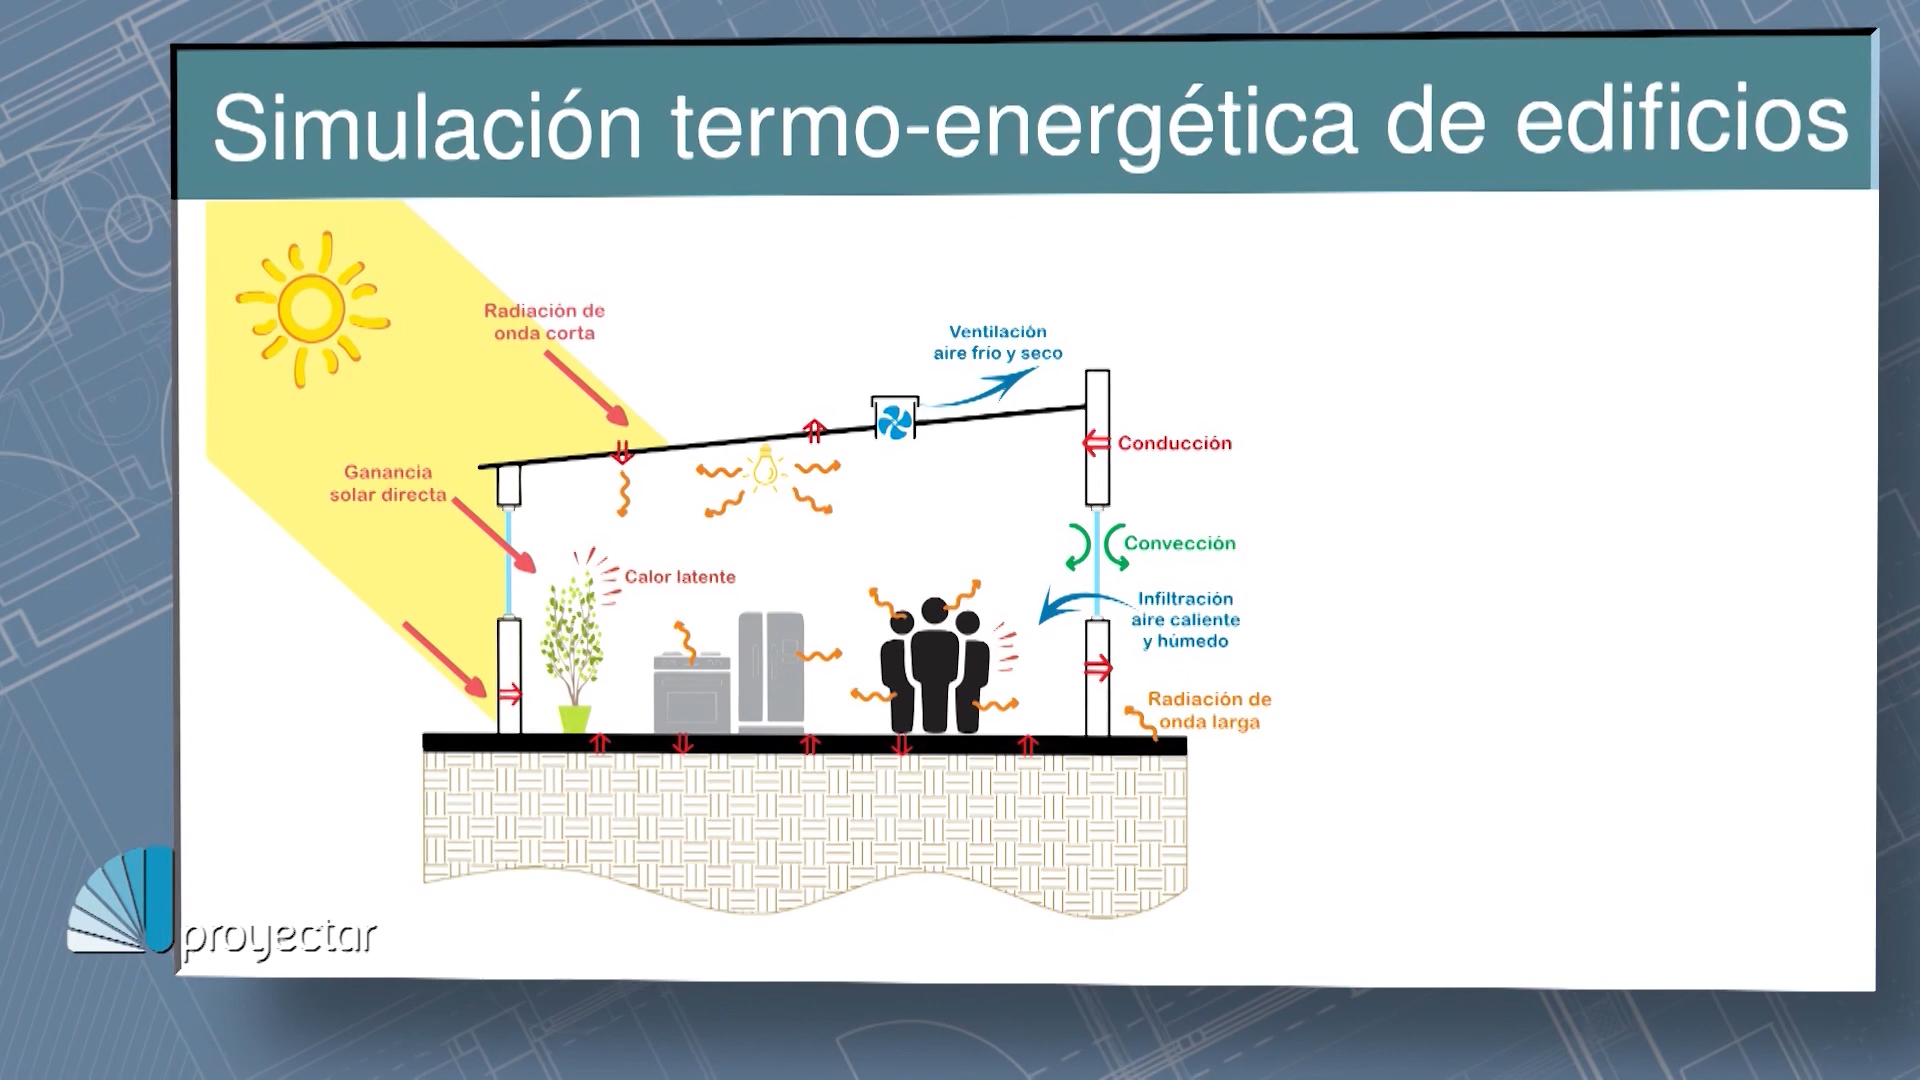 Simulación termo-energética de edificios
Radiación de
onda corta
Ventilación
aire frío y seco
Conducción
Ganancia
solar directa
Convección
Calor latente
Infiltración
aire caliente
y húmedo
Radiación de
onda larga
proyectar